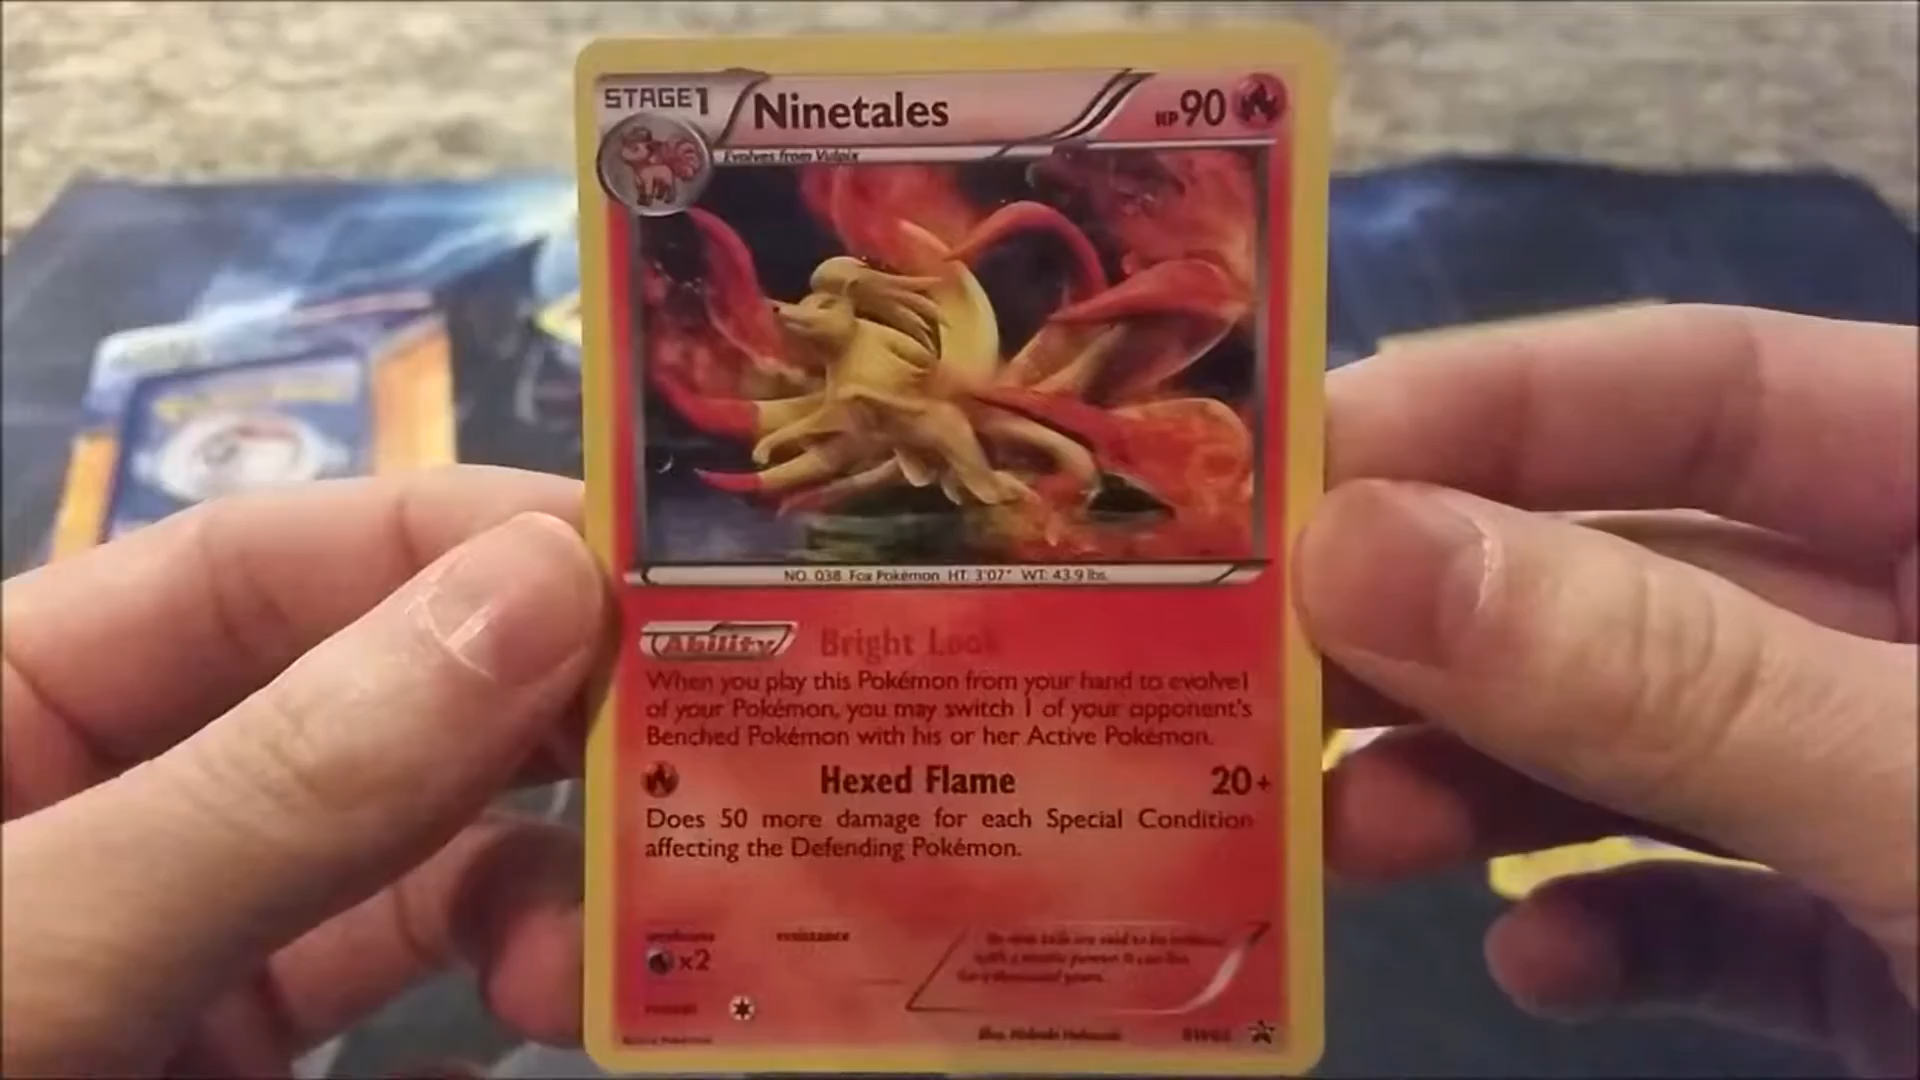 STAGE1
Ninetales
HP90
Evolves from Vulpix
NO. 038 Fox Pokémon HT: 3'07" WT: 43.9 lbs.
Ability
Bright Look
When you play this Pokémon from your hand to evolve 1
of your Pokémon, you may switch 1 of your opponent's
Benched Pokémon with his or her Active Pokémon.
Hexed Flame
20+
Does 50 more damage for each Special Condition
affecting the Defending Pokémon.
weakness
resistance
x2